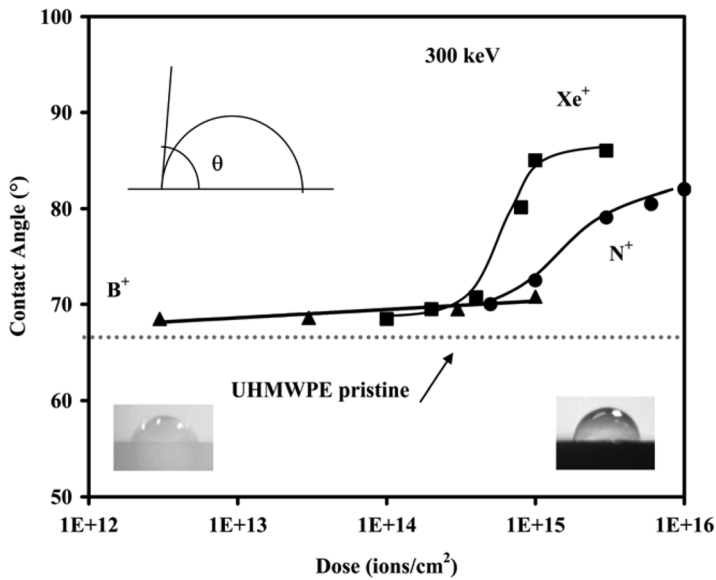 100
90
80
70
60
50
Contact Angle (°)
300 keV
Xe+
θ
B+
N+
UHMWPE pristine
1E+12 1E+13 1E+14 1E+15 1E+16
Dose (ions/cm²)